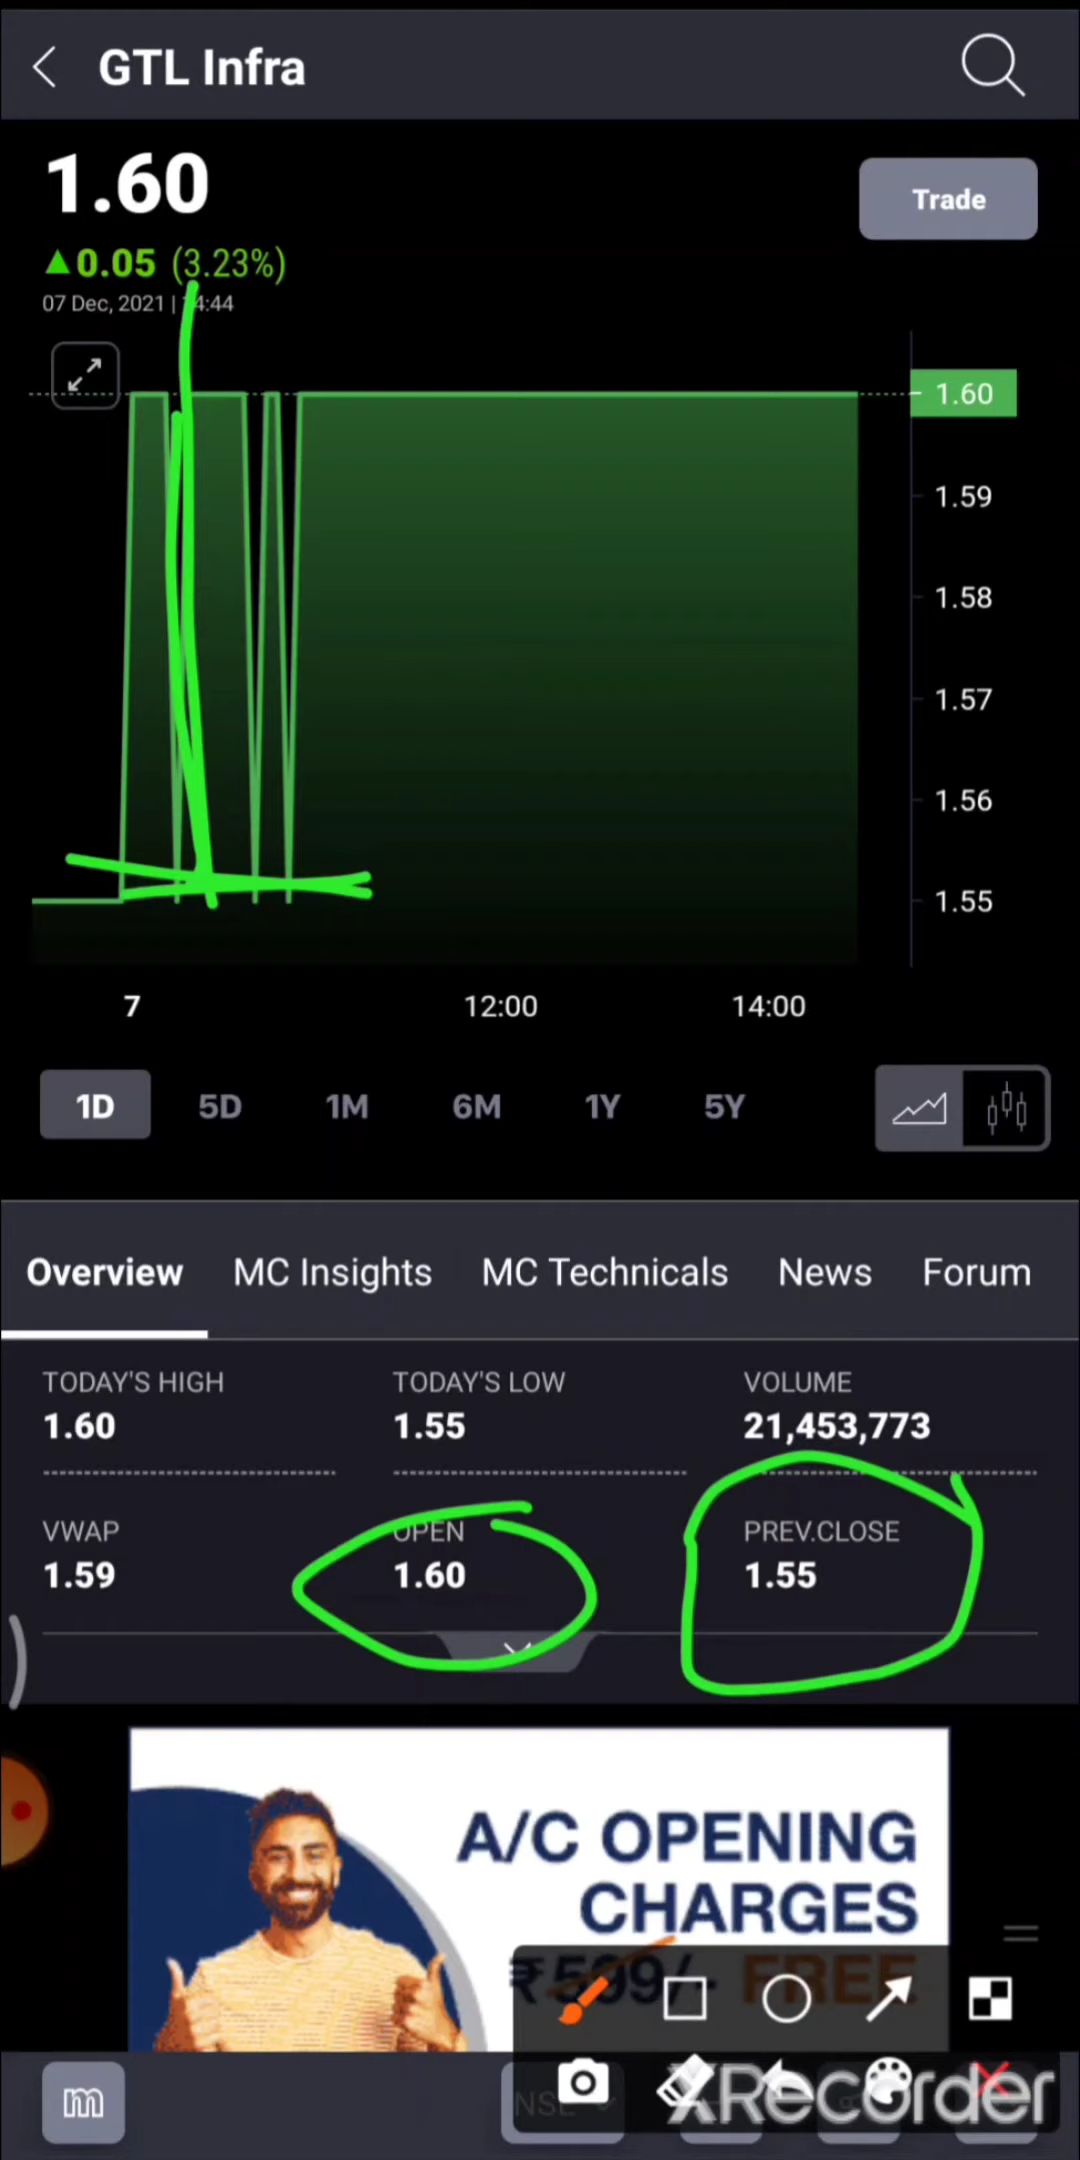 GTL Infra
1.60
Trade
▲0.05 (3.23%)
07 Dec, 2021 | 14:44
1.60
1.59
1.58
1.57
1.56
1.55
7 12:00 14:00
1D 5D 1M 6M 1Y 5Y
Overview MC Insights MC Technicals News Forum
TODAY'S HIGH TODAY'S LOW VOLUME
1.60 1.55 21,453,773
VWAP OPEN PREV.CLOSE
1.59 1.60 1.55
A/C OPENING
CHARGES
₹599/- FREE
m NSE
XRecorder